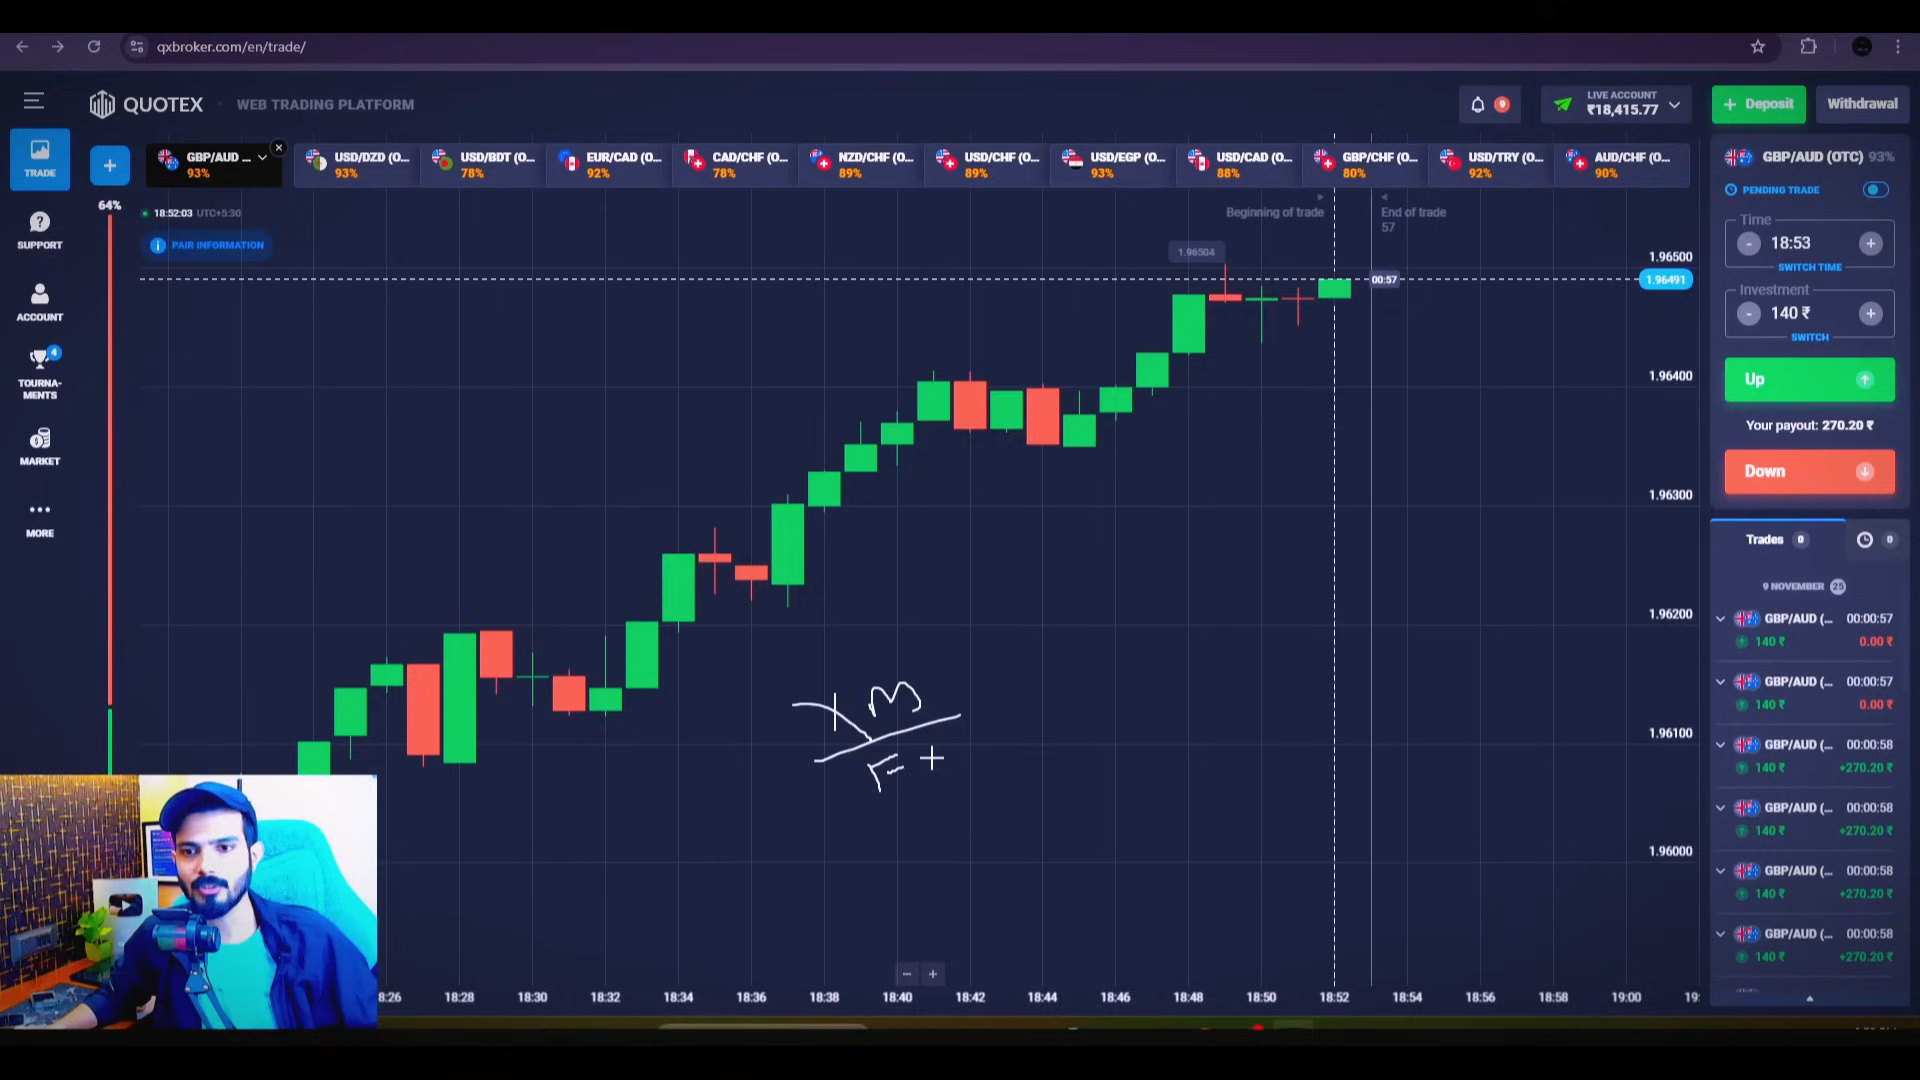 qxbroker.com/en/trade/
QUOTEX
WEB TRADING PLATFORM
LIVE ACCOUNT
₹18,415.77
+ Deposit
Withdrawal
TRADE
+
GBP/AUD ...
93%
USD/DZD (O...
93%
USD/BDT (O...
78%
EUR/CAD (O...
92%
CAD/CHF (O...
78%
NZD/CHF (O...
89%
USD/CHF (O...
89%
USD/EGP (O...
93%
USD/CAD (O...
88%
GBP/CHF (O...
80%
USD/TRY (O...
92%
AUD/CHF (O...
90%
64%
18:52:03 UTC+5:30
PAIR INFORMATION
Beginning of trade
End of trade
57
1.96504
00:57
1.96500
1.96491
1.96400
1.96300
1.96200
1.96100
1.96000
SUPPORT
ACCOUNT
4
TOURNA-
MENTS
MARKET
MORE
M
F +
18:26 18:28 18:30 18:32 18:34 18:36 18:38 18:40 18:42 18:44 18:46 18:48 18:50 18:52 18:54 18:56 18:58 19:00 19:
GBP/AUD (OTC) 93%
PENDING TRADE
Time
- 18:53 +
SWITCH TIME
Investment
- 140 ₹ +
SWITCH
Up
Your payout: 270.20 ₹
Down
Trades 0
0
9 NOVEMBER 25
GBP/AUD (... 00:00:57
140 ₹ 0.00 ₹
GBP/AUD (... 00:00:57
140 ₹ 0.00 ₹
GBP/AUD (... 00:00:58
140 ₹ +270.20 ₹
GBP/AUD (... 00:00:58
140 ₹ +270.20 ₹
GBP/AUD (... 00:00:58
140 ₹ +270.20 ₹
GBP/AUD (... 00:00:58
140 ₹ +270.20 ₹